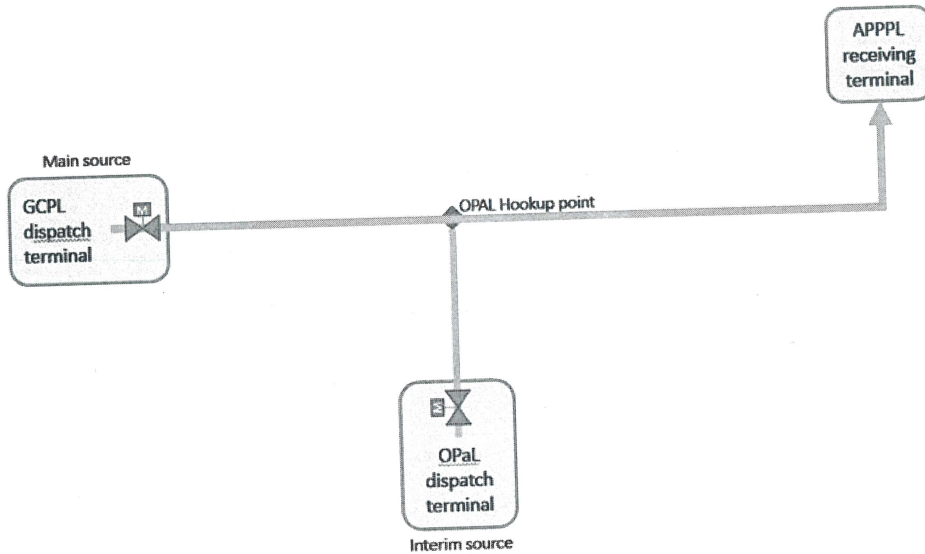 APPPL
receiving
terminal
Main source
GCPL
dispatch
terminal
M
OPAL Hookup point
M
OPaL
dispatch
terminal
Interim source